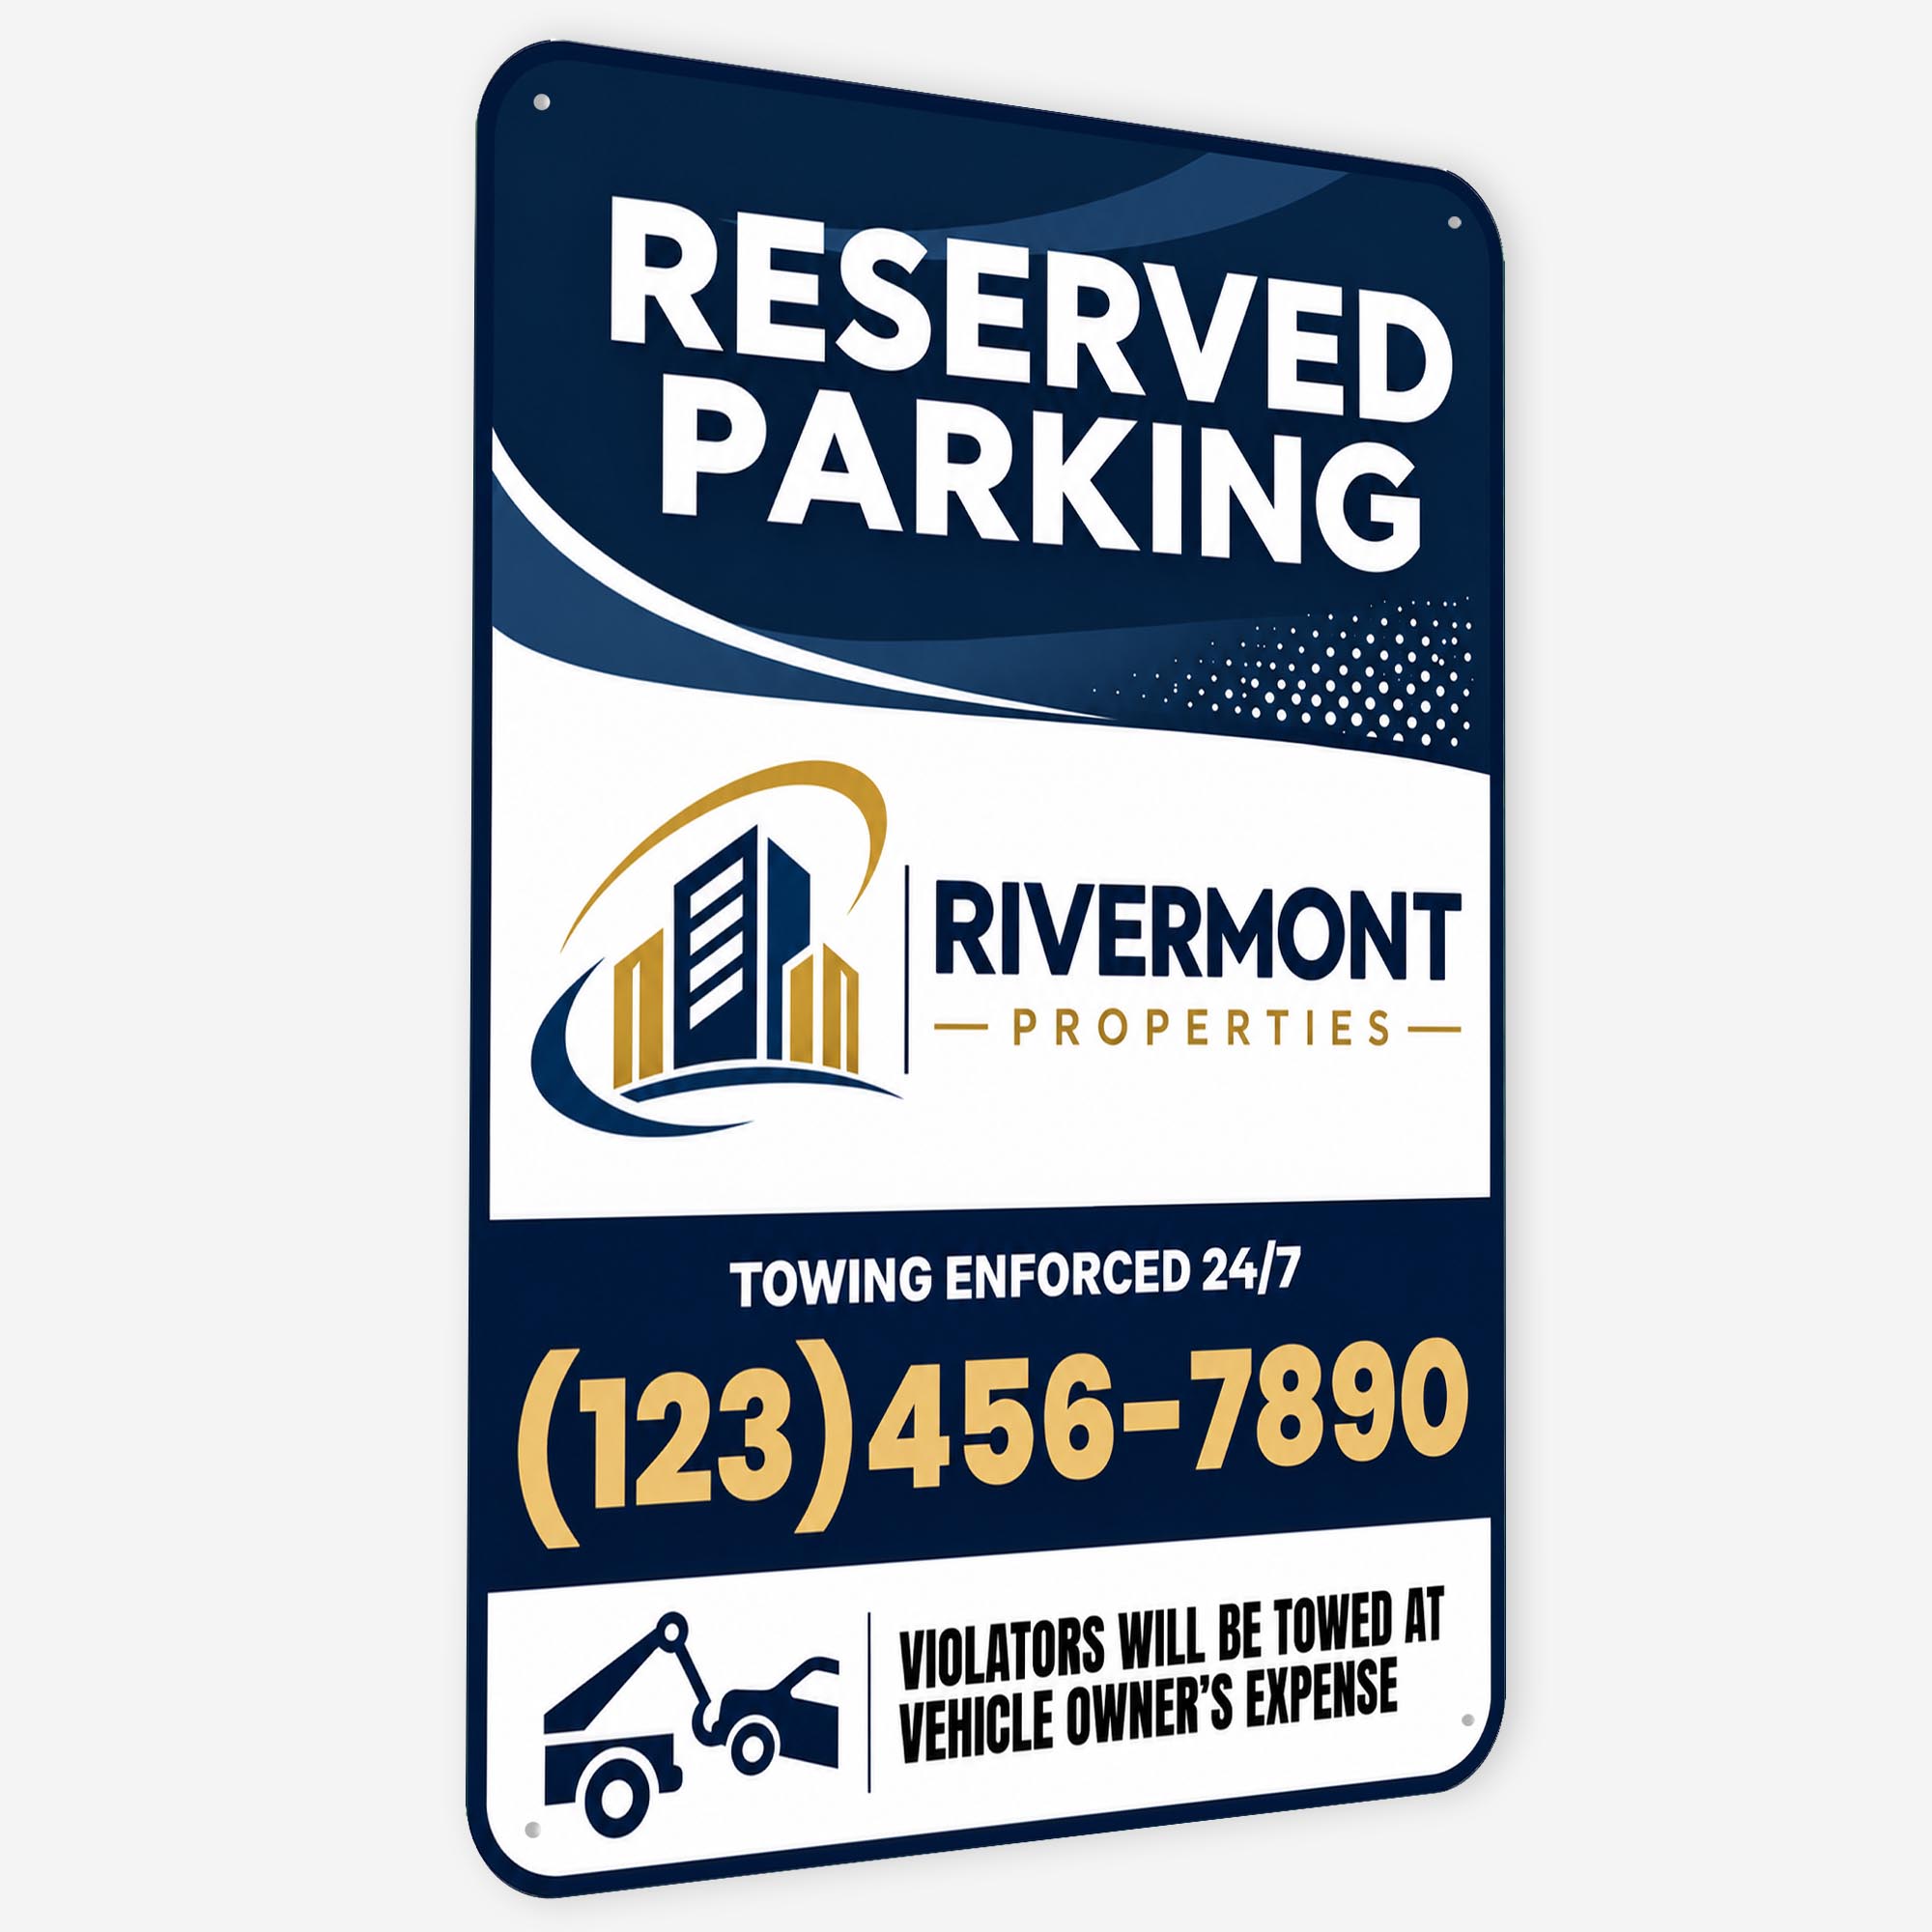 RESERVED
PARKING
RIVERMONT
PROPERTIES
TOWING ENFORCED 24/7
(123)456-7890
VIOLATORS WILL BE TOWED AT
VEHICLE OWNER'S EXPENSE